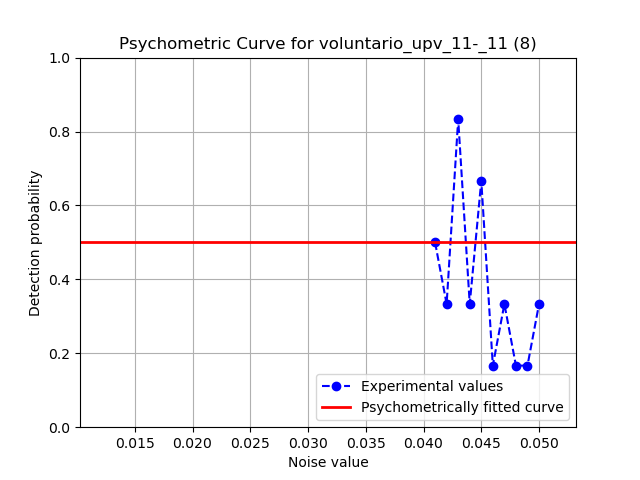 Psychometric Curve for voluntario_upv_11-_11 (8)
1.0
0.8
0.6
0.4
0.2
0.0
Detection probability
0.015 0.020 0.025 0.030 0.035 0.040 0.045 0.050
Noise value
Experimental values
Psychometrically fitted curve